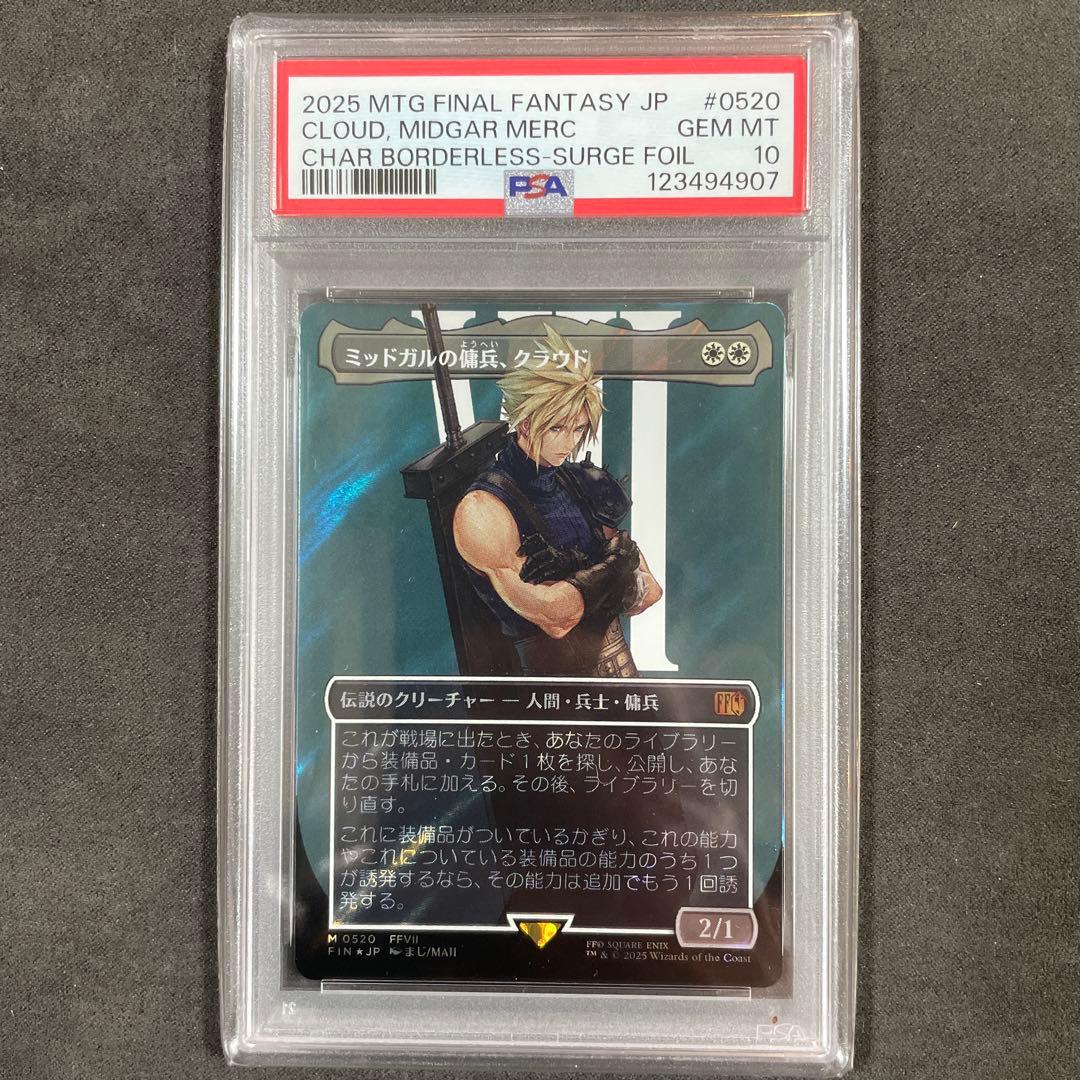 2025 MTG FINAL FANTASY JP #0520
CLOUD, MIDGAR MERC GEM MT
CHAR BORDERLESS-SURGE FOIL 10
PSA 123494907
VII
ようへい
ミッドガルの傭兵、クラウド
伝説のクリーチャー — 人間・兵士・傭兵
これが戦場に出たとき、あなたのライブラリー
から装備品・カード1枚を探し、公開し、あな
たの手札に加える。その後、ライブラリーを切
り直す。
これに装備品がついているかぎり、これの能力
やこれについている装備品の能力のうち1つ
が誘発するなら、その能力は追加でもう1回誘
発する。
2/1
M 0520 FFVII
FIN★JP まじ/MAJI
FF© SQUARE ENIX
™ & © 2025 Wizards of the Coast
PSA